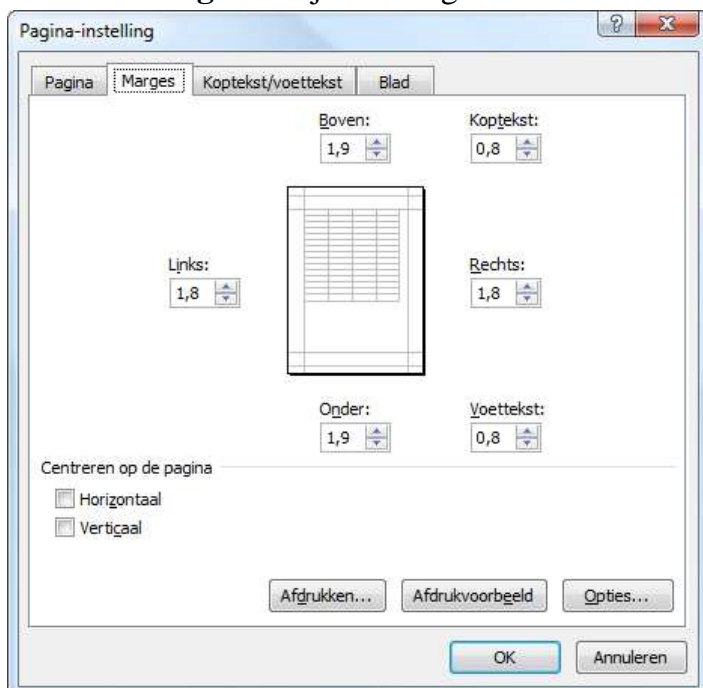 Pagina-instelling
Pagina Marges Koptekst/voettekst Blad
Boven: Koptekst:
1,9 0,8
Links: Rechts:
1,8 1,8
Onder: Voettekst:
1,9 0,8
Centreren op de pagina
Horizontaal
Verticaal
Afdrukken... Afdrukvoorbeeld Opties...
OK Annuleren